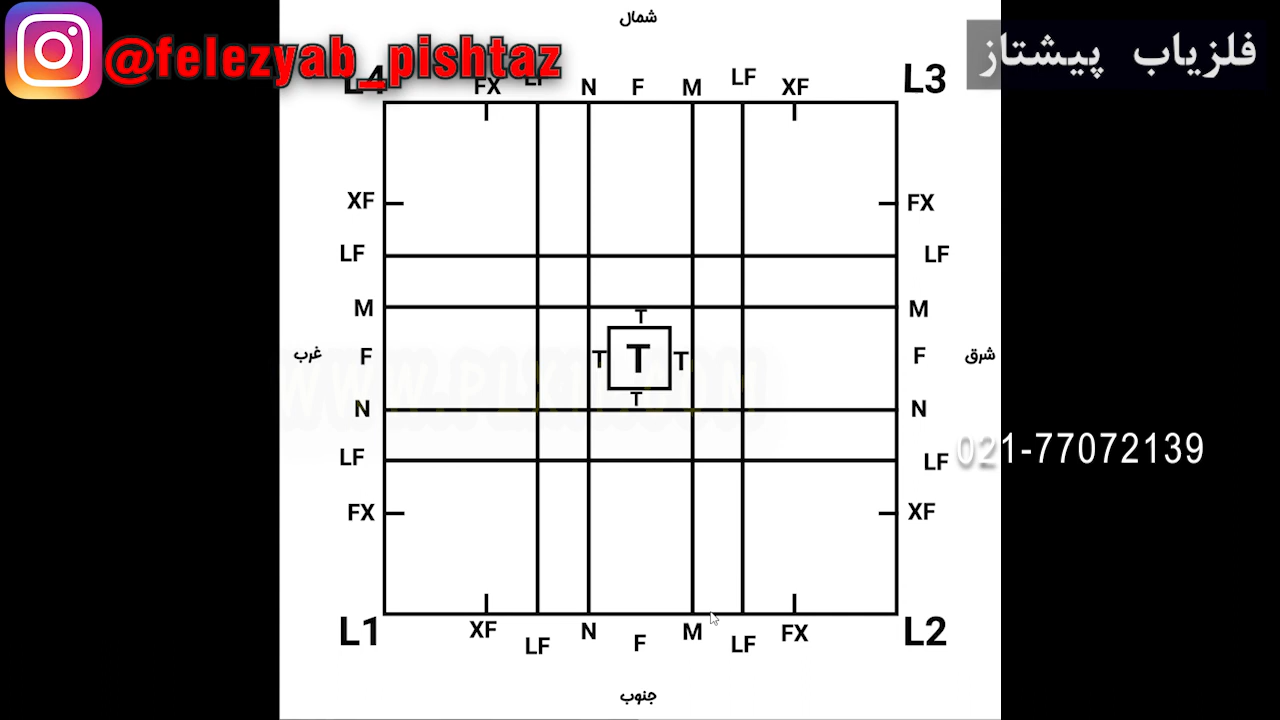 شمال
@felezyab_pishtaz
فلزیاب پیشتاز
L4 FX LF N F M LF XF L3
XF FX
LF LF
M M
T
غرب F T T T F شرق
T
N N
LF LF
021-77072139
FX XF
L1 XF LF N F M LF FX L2
جنوب